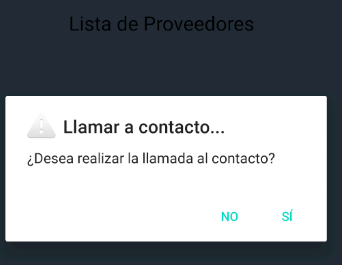 Lista de Proveedores
Llamar a contacto...
¿Desea realizar la llamada al contacto?
NO SÍ